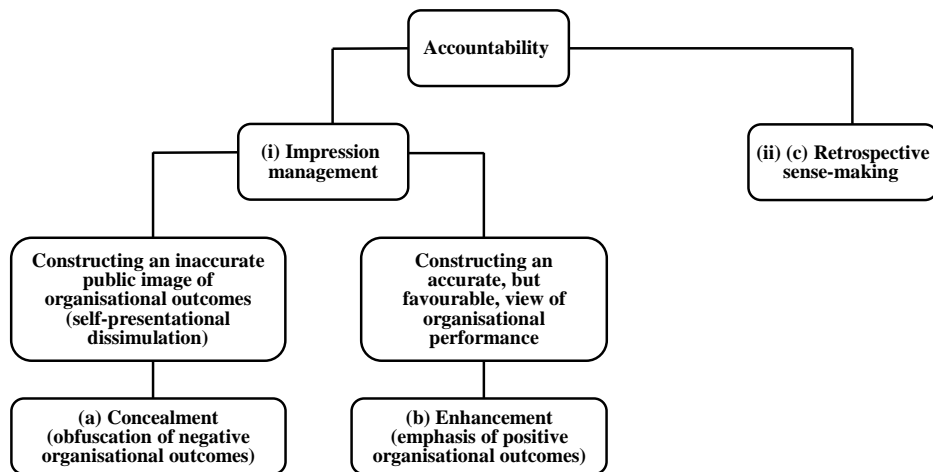 Accountability
(i) Impression
management
(ii) (c) Retrospective
sense-making
Constructing an inaccurate
public image of
organisational outcomes
(self-presentational
dissimulation)
Constructing an
accurate, but
favourable, view of
organisational
performance
(a) Concealment
(obfuscation of negative
organisational outcomes)
(b) Enhancement
(emphasis of positive
organisational outcomes)